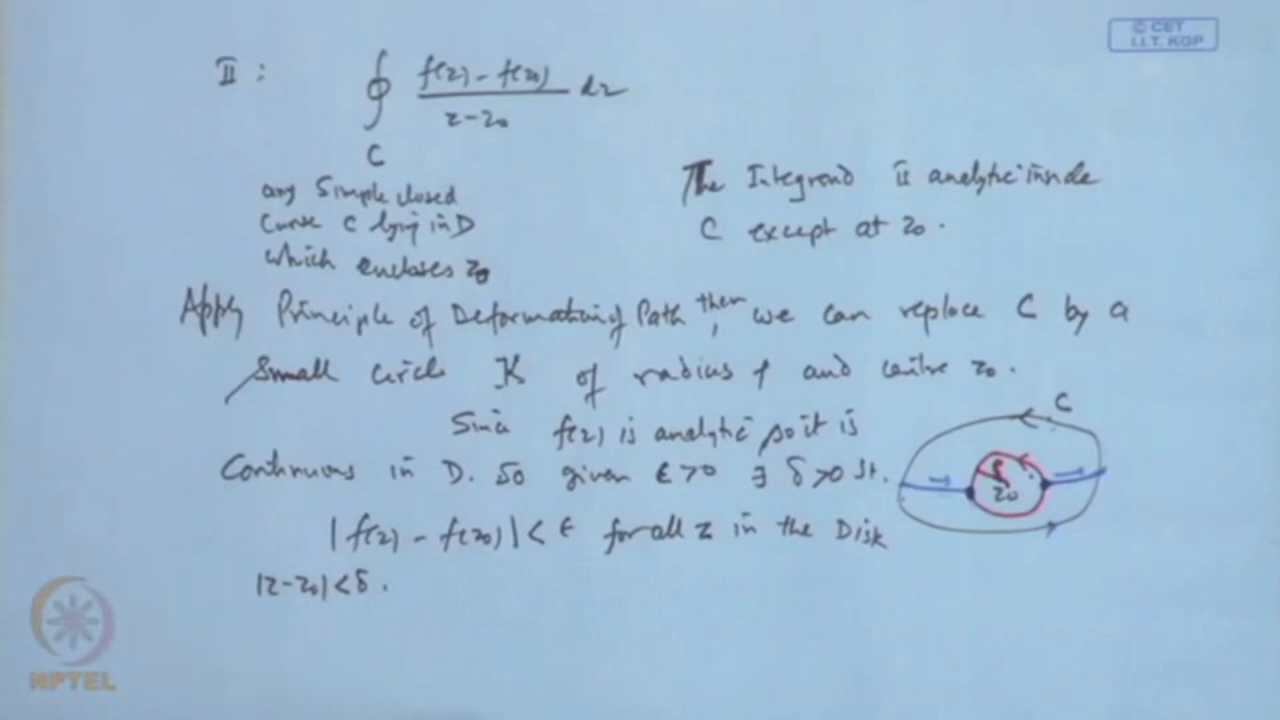 © CET
I.I.T. KGP
II : ∮ f(z) - f(z0) / z - z0 dz
C
any Simple closed
Curve C lying in D
which encloses z0
The Integrand is analytic inside
C except at z0.
Apply Principle of Deformation of Path, then we can replace C by a
small circle K of radius ρ and centre z0.
Since f(z) is analytic so it is
Continuous in D. So given ε > 0 ∃ δ > 0 st.
|f(z) - f(z0)| < ε for all z in the Disk
|z - z0| < δ.
C
ρ
z0
NPTEL